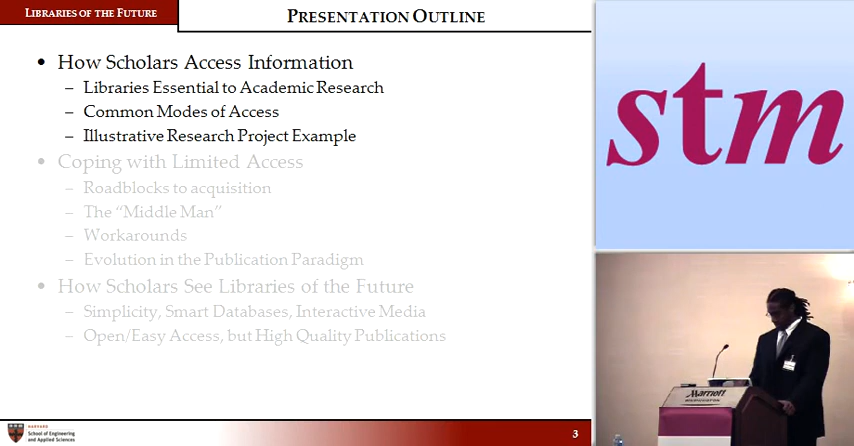 LIBRARIES OF THE FUTURE
PRESENTATION OUTLINE
• How Scholars Access Information
– Libraries Essential to Academic Research
– Common Modes of Access
– Illustrative Research Project Example
• Coping with Limited Access
– Roadblocks to acquisition
– The “Middle Man”
– Workarounds
– Evolution in the Publication Paradigm
• How Scholars See Libraries of the Future
– Simplicity, Smart Databases, Interactive Media
– Open/Easy Access, but High Quality Publications
HARVARD
School of Engineering
and Applied Sciences
3
stm
Marriott